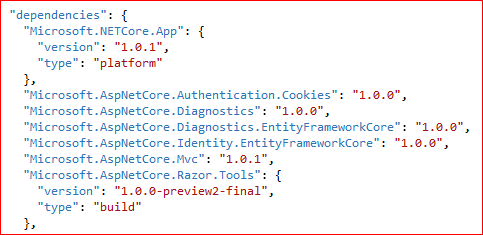 "dependencies": {
"Microsoft.NETCore.App": {
"version": "1.0.1",
"type": "platform"
},
"Microsoft.AspNetCore.Authentication.Cookies": "1.0.0",
"Microsoft.AspNetCore.Diagnostics": "1.0.0",
"Microsoft.AspNetCore.Diagnostics.EntityFrameworkCore": "1.0.0",
"Microsoft.AspNetCore.Identity.EntityFrameworkCore": "1.0.0",
"Microsoft.AspNetCore.Mvc": "1.0.1",
"Microsoft.AspNetCore.Razor.Tools": {
"version": "1.0.0-preview2-final",
"type": "build"
},